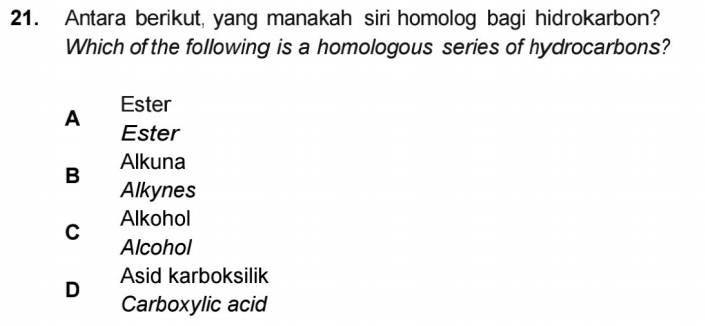 21. Antara berikut, yang manakah siri homolog bagi hidrokarbon?
Which of the following is a homologous series of hydrocarbons?
A Ester
Ester
B Alkuna
Alkynes
C Alkohol
Alcohol
D Asid karboksilik
Carboxylic acid